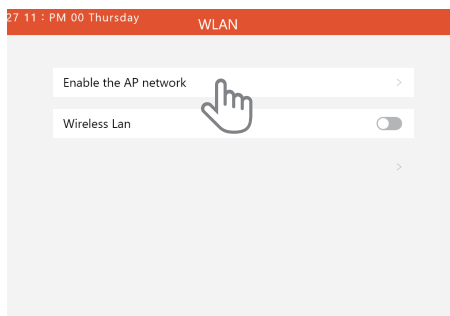 27 11 : PM 00 Thursday
WLAN
Enable the AP network
Wireless Lan